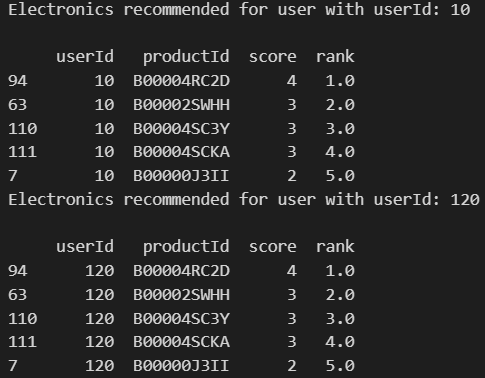 Electronics recommended for user with userId: 10
userId productId score rank
94 10 B00004RC2D 4 1.0
63 10 B00002SWHH 3 2.0
110 10 B00004SC3Y 3 3.0
111 10 B00004SCKA 3 4.0
7 10 B00000J3II 2 5.0
Electronics recommended for user with userId: 120
userId productId score rank
94 120 B00004RC2D 4 1.0
63 120 B00002SWHH 3 2.0
110 120 B00004SC3Y 3 3.0
111 120 B00004SCKA 3 4.0
7 120 B00000J3II 2 5.0